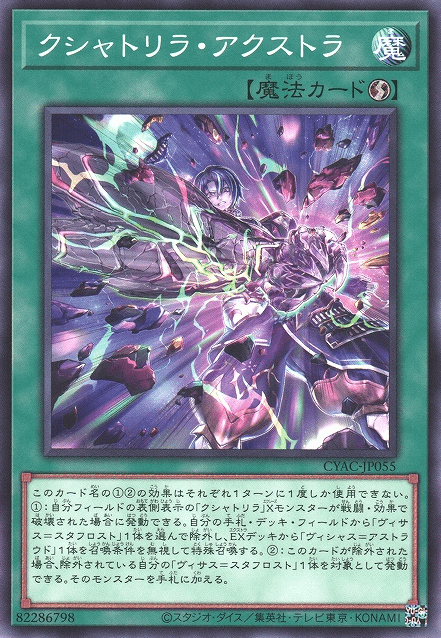 クシャトリラ・アクストラ
魔
【魔法カード】
CYAC-JP055
このカード名の①②の効果はそれぞれ1ターンに1度しか使用できない。
①:自分フィールドの表側表示の「クシャトリラ」Xモンスターが戦闘・効果で
破壊された場合に発動できる。自分の手札・デッキ・フィールドから「ヴィサ
ス=スタフロスト」1体を選んで除外し、EXデッキから「ヴィシャス=アストラ
ウド」1体を召喚条件を無視して特殊召喚する。②:このカードが除外された
場合、除外されている自分の「ヴィサス=スタフロスト」1体を対象として発動
できる。そのモンスターを手札に加える。
82286798
©スタジオ・ダイス/集英社・テレビ東京・KONAMI